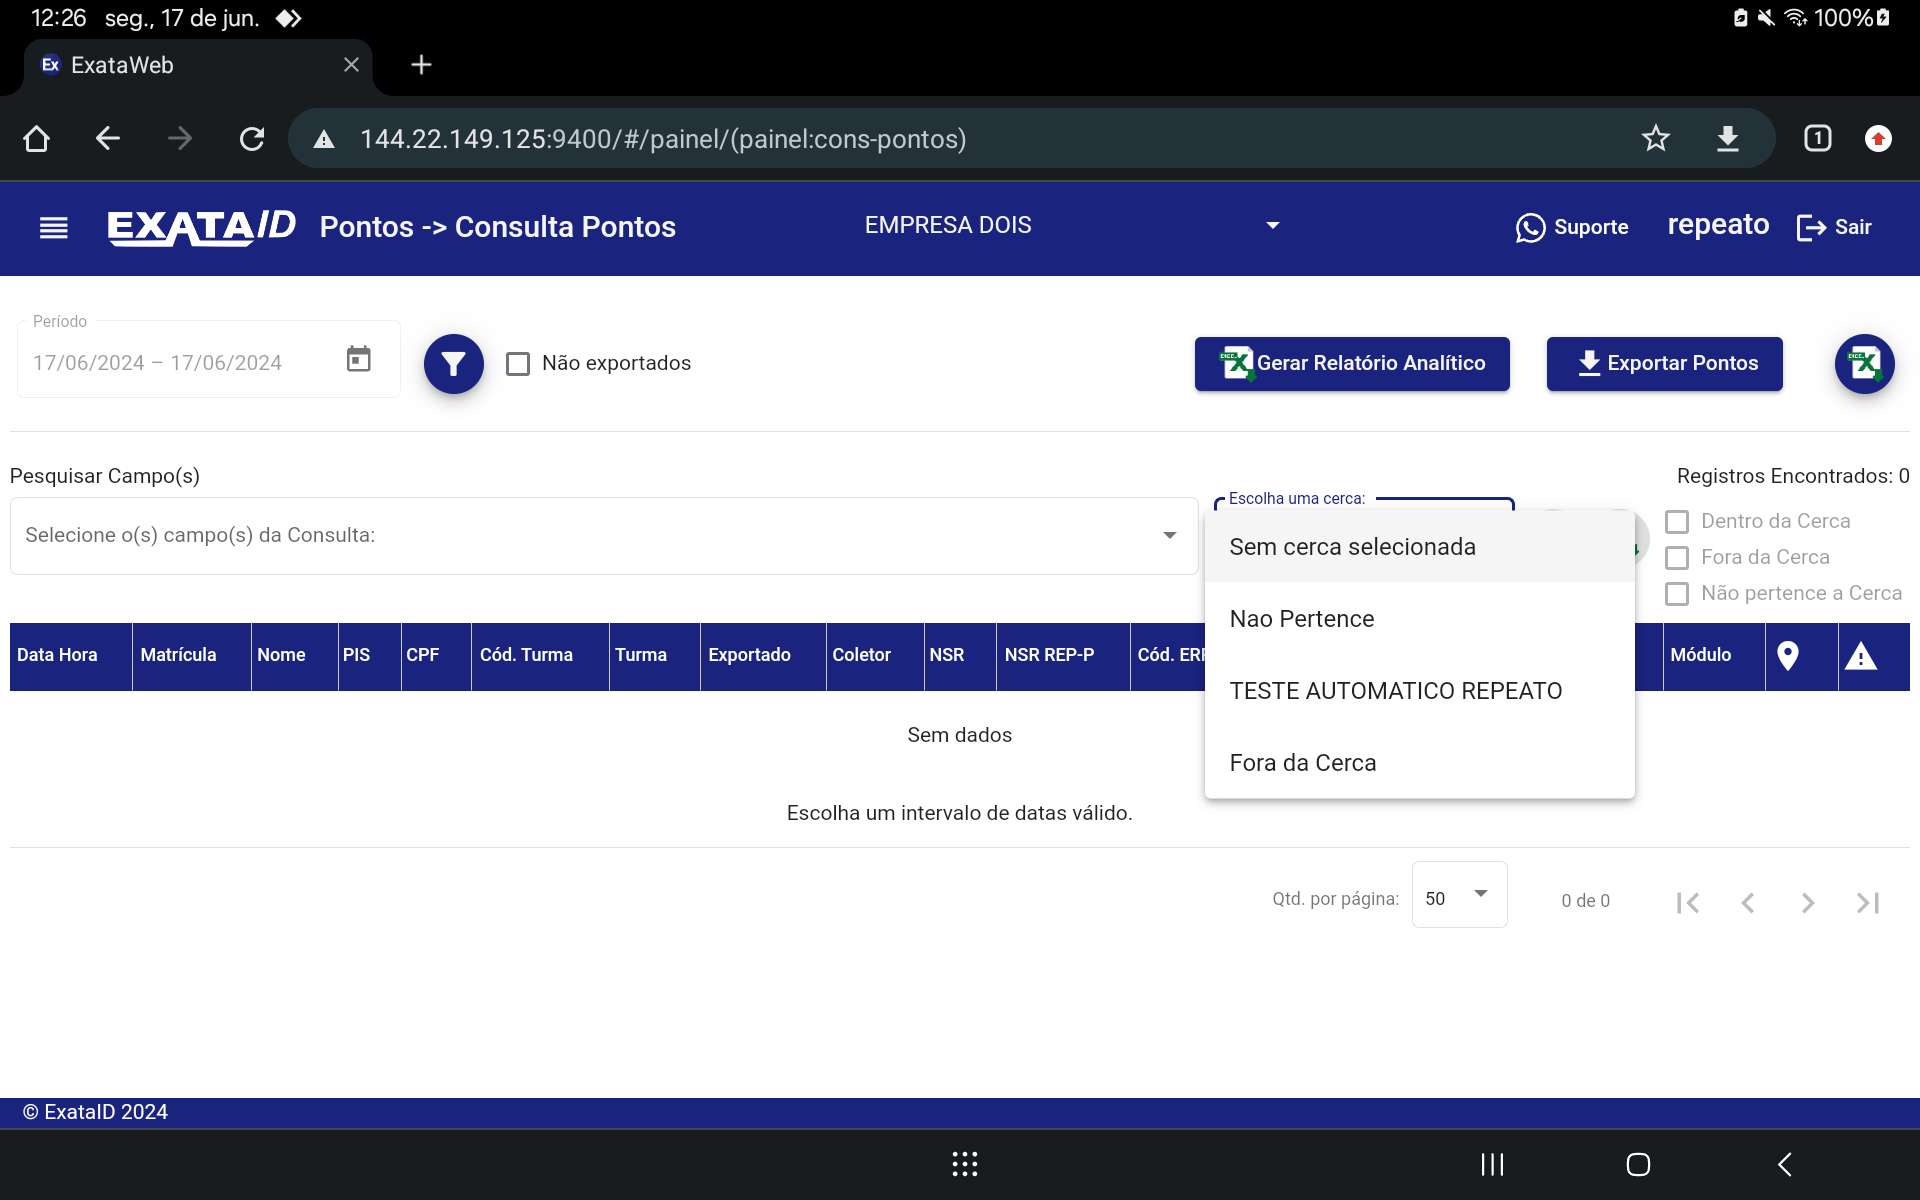 12:26 seg., 17 de jun. 100%
Ex ExataWeb
144.22.149.125:9400/#/painel/(painel:cons-pontos)
1
EXATAID Pontos -> Consulta Pontos EMPRESA DOIS Suporte repeato Sair
Período
17/06/2024 – 17/06/2024
Não exportados
Gerar Relatório Analítico
Exportar Pontos
Pesquisar Campo(s)
Registros Encontrados: 0
Selecione o(s) campo(s) da Consulta:
Escolha uma cerca:
Sem cerca selecionada
Nao Pertence
TESTE AUTOMATICO REPEATO
Fora da Cerca
Dentro da Cerca
Fora da Cerca
Não pertence a Cerca
Data Hora Matrícula Nome PIS CPF Cód. Turma Turma Exportado Coletor NSR NSR REP-P Cód. ERP Módulo
Sem dados
Escolha um intervalo de datas válido.
Qtd. por página: 50 0 de 0
© ExataID 2024